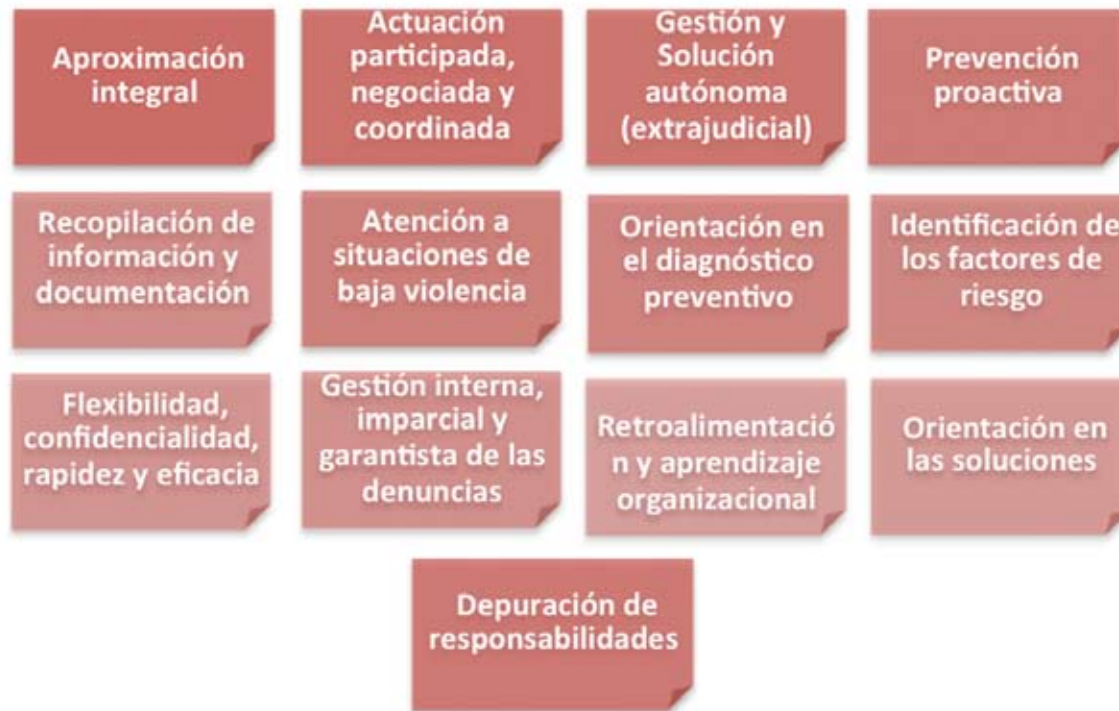 Aproximación
integral
Actuación
participada,
negociada y
coordinada
Gestión y
Solución
autónoma
(extrajudicial)
Prevención
proactiva
Recopilación de
información y
documentación
Atención a
situaciones de
baja violencia
Orientación en
el diagnóstico
preventivo
Identificación de
los factores de
riesgo
Flexibilidad,
confidencialidad,
rapidez y eficacia
Gestión interna,
imparcial y
garantista de las
denuncias
Retroalimentació
n y aprendizaje
organizacional
Orientación en
las soluciones
Depuración de
responsabilidades